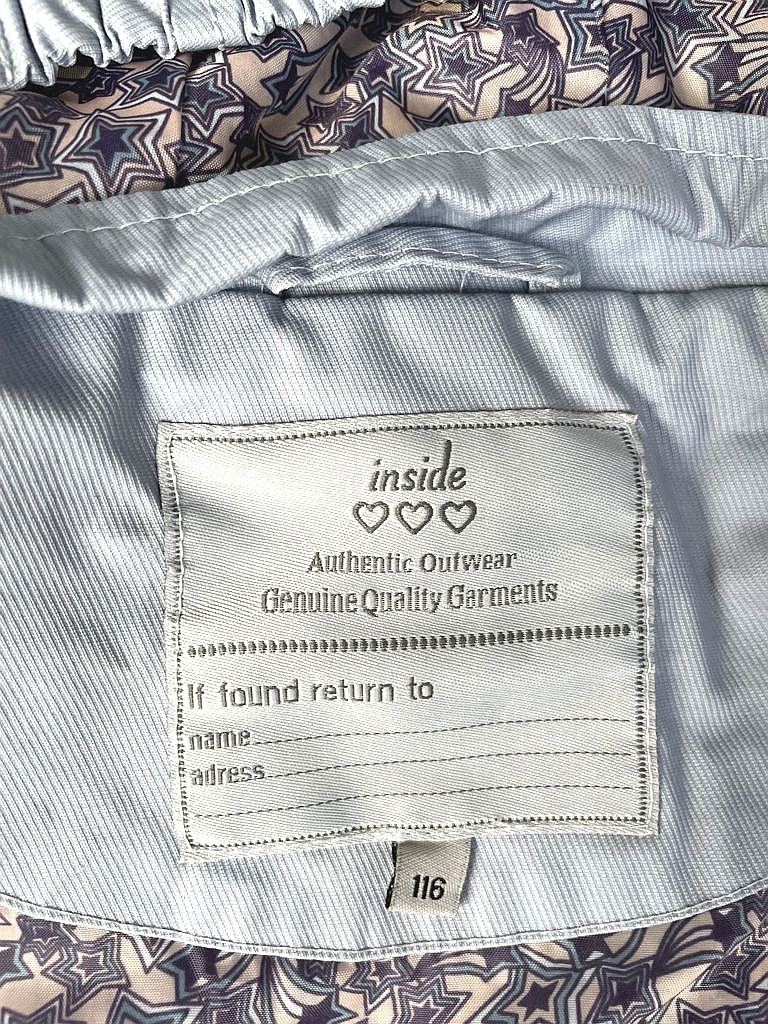 inside
Authentic Outwear
Genuine Quality Garments
If found return to
name
adress
116